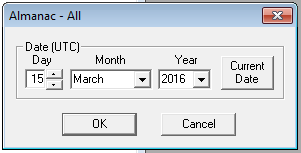 Almanac - All
Date (UTC)
Day Month Year
15 March 2016 Current Date
OK Cancel